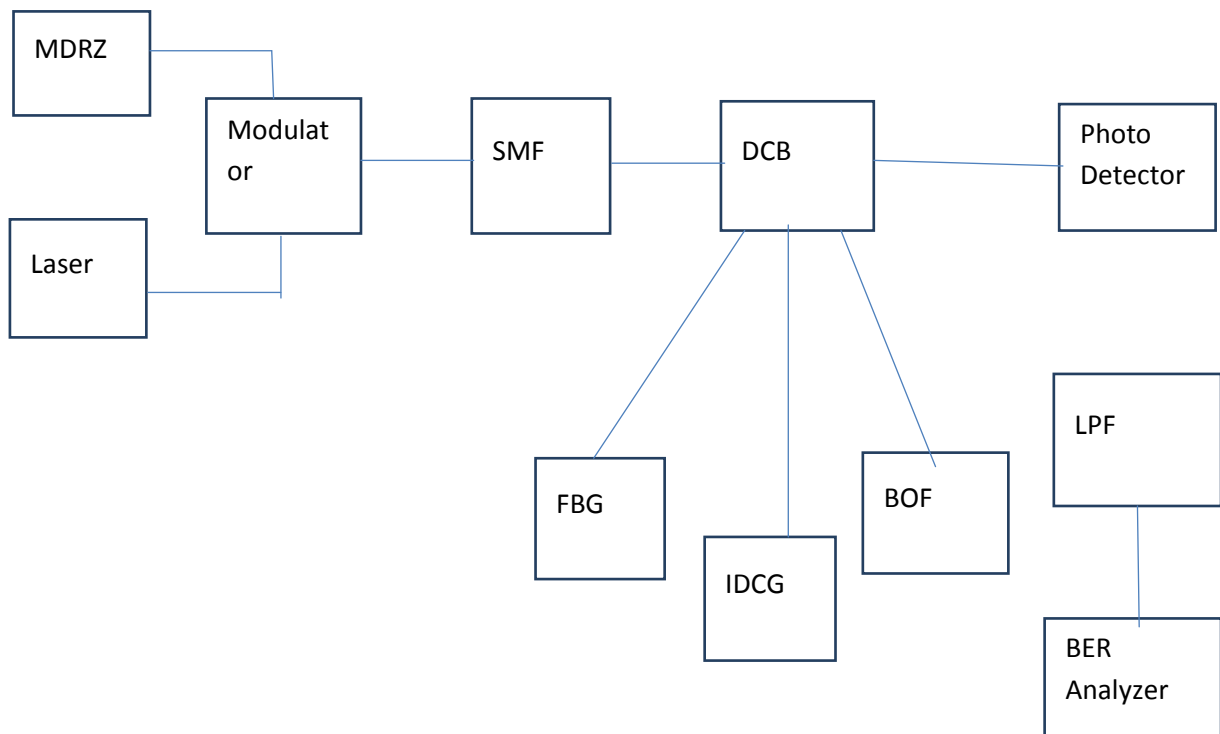 MDRZ
Modulat
or
SMF
DCB
Photo
Detector
Laser
LPF
FBG
BOF
IDCG
BER
Analyzer